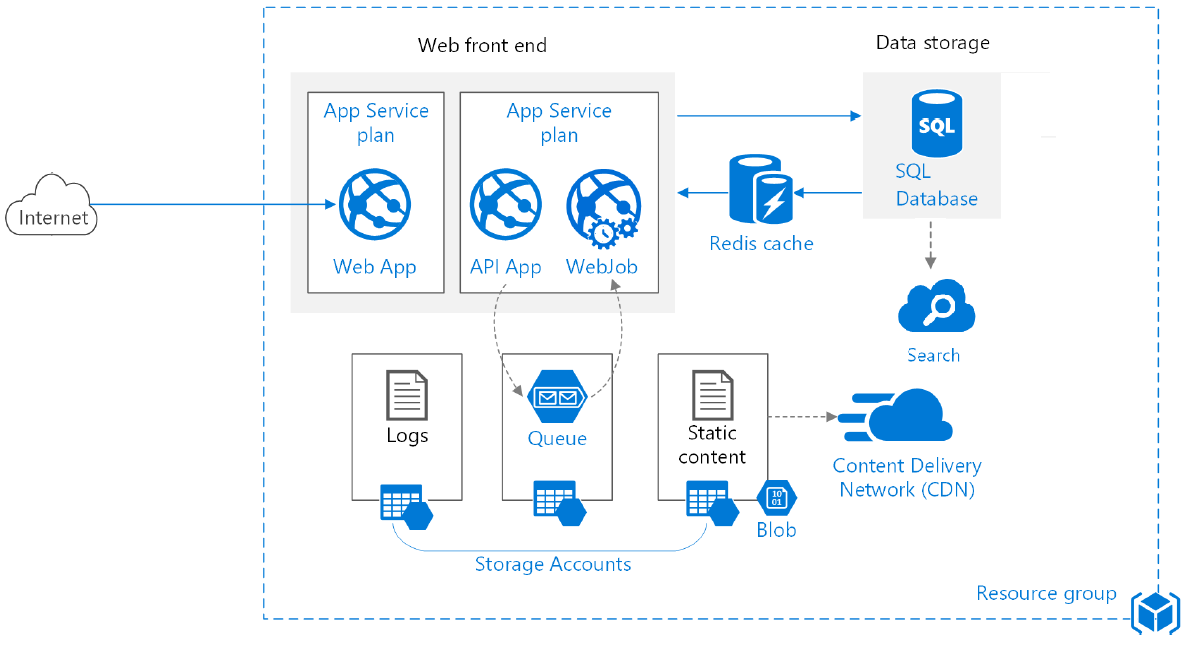 Web front end
Data storage
App Service
plan
App Service
plan
SQL
SQL
Database
Internet
Web App
API App
WebJob
Redis cache
Search
Logs
Queue
Static
content
Content Delivery
Network (CDN)
10
01
Blob
Storage Accounts
Resource group